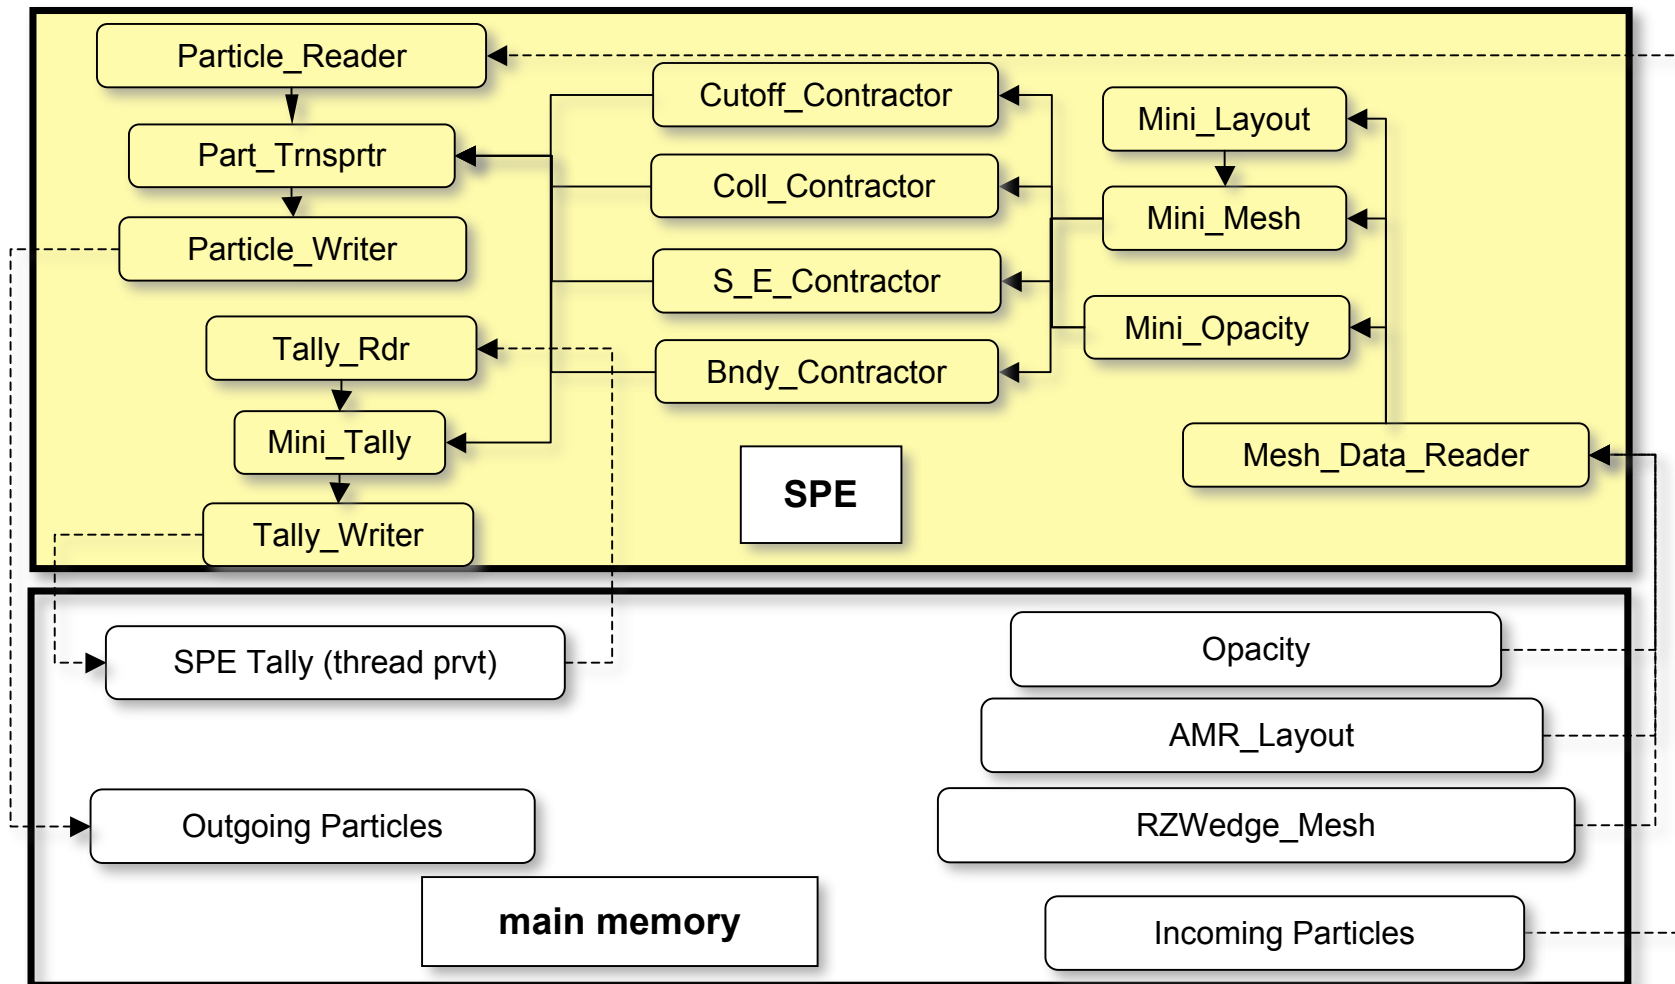 Particle_Reader
Part_Trnsprtr
Particle_Writer
Tally_Rdr
Mini_Tally
Tally_Writer
Cutoff_Contractor
Coll_Contractor
S_E_Contractor
Bndy_Contractor
SPE
Mini_Layout
Mini_Mesh
Mini_Opacity
Mesh_Data_Reader
SPE Tally (thread prvt)
Outgoing Particles
main memory
Opacity
AMR_Layout
RZWedge_Mesh
Incoming Particles